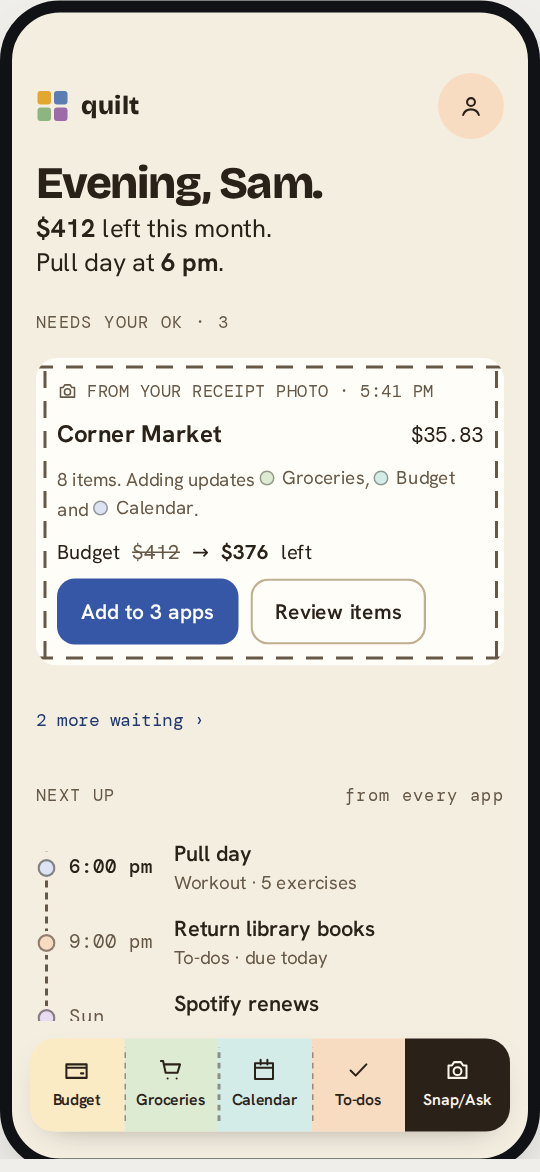 quilt
Evening, Sam.
$412 left this month.
Pull day at 6 pm.
NEEDS YOUR OK · 3
FROM YOUR RECEIPT PHOTO · 5:41 PM
Corner Market $35.83
8 items. Adding updates Groceries, Budget
and Calendar.
Budget $412 → $376 left
Add to 3 apps Review items
2 more waiting ›
NEXT UP from every app
6:00 pm Pull day
Workout · 5 exercises
9:00 pm Return library books
To-dos · due today
Sun Spotify renews
Budget Groceries Calendar To-dos Snap/Ask